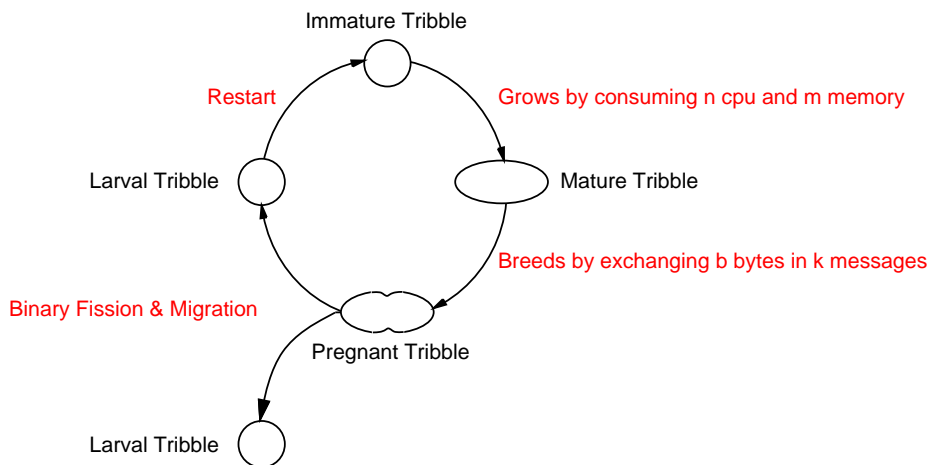 Immature Tribble
Restart
Grows by consuming n cpu and m memory
Larval Tribble
Mature Tribble
Breeds by exchanging b bytes in k messages
Binary Fission & Migration
Pregnant Tribble
Larval Tribble